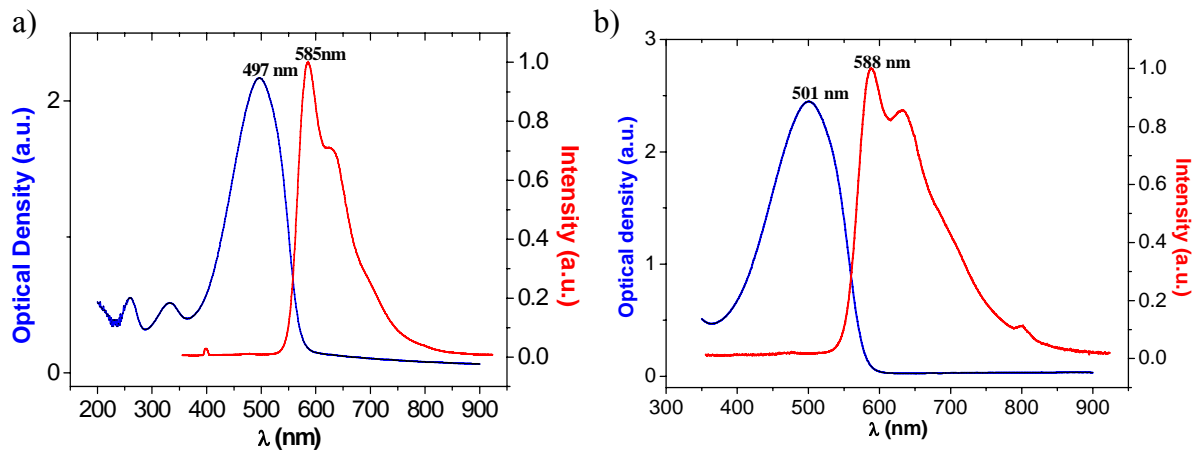 a)
497 nm
585nm
Optical Density (a.u.)
2
0
1.0
0.8
0.6
0.4
0.2
0.0
Intensity (a.u.)
200 300 400 500 600 700 800 900
λ (nm)
b)
501 nm
588 nm
Optical density (a.u.)
3
2
1
0
1.0
0.8
0.6
0.4
0.2
0.0
Intensity (a.u.)
300 400 500 600 700 800 900
λ (nm)